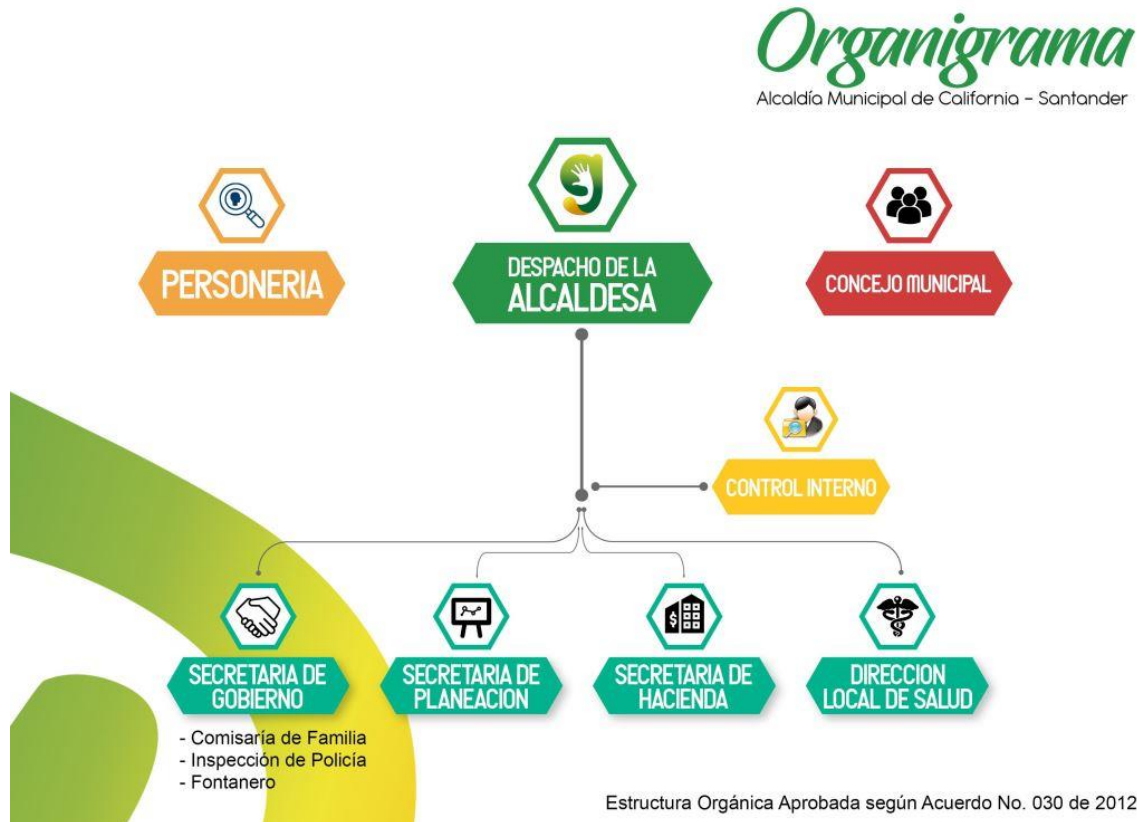 Organigrama
Alcaldía Municipal de California - Santander
PERSONERIA
DESPACHO DE LA
ALCALDESA
CONCEJO MUNICIPAL
CONTROL INTERNO
SECRETARIA DE
GOBIERNO
SECRETARIA DE
PLANEACION
SECRETARIA DE
HACIENDA
DIRECCION
LOCAL DE SALUD
- Comisaría de Familia
- Inspección de Policía
- Fontanero
Estructura Orgánica Aprobada según Acuerdo No. 030 de 2012